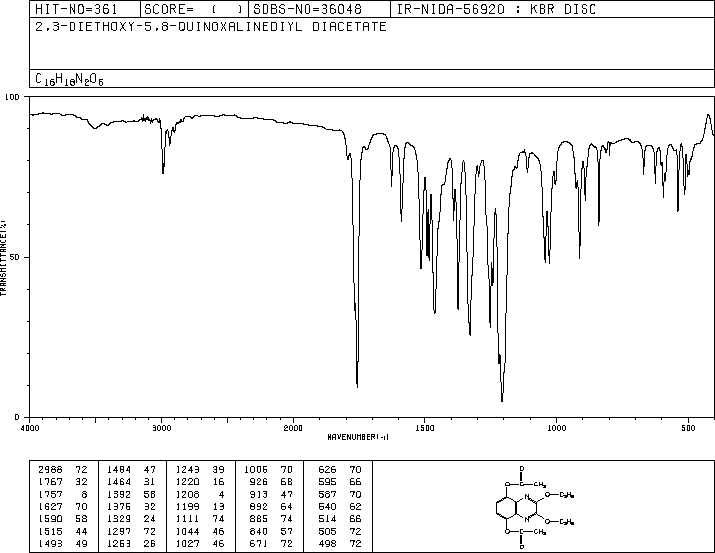 HIT-NO=361 SCORE= ( ) SDBS-NO=36048 IR-NIDA-56920 : KBR DISC
2,3-DIETHOXY-5,8-QUINOXALINEDIYL DIACETATE
C16H18N2O6
100
TRANSMITTANCE(%)
50
0
4000 3000 2000 1500 1000 500
WAVENUMBER(-1)
2988 72 1484 47 1243 39 1006 70 626 70
1767 32 1464 31 1220 16 926 68 595 66
1757 8 1392 58 1208 4 913 47 587 70
1627 70 1376 32 1199 13 892 64 540 62
1590 58 1329 24 1111 74 885 74 514 66
1515 44 1297 72 1044 46 840 57 505 72
1493 49 1253 26 1027 46 671 72 498 72
O
O-C-CH3
N O-C2H5
N O-C2H5
O-C-CH3
O